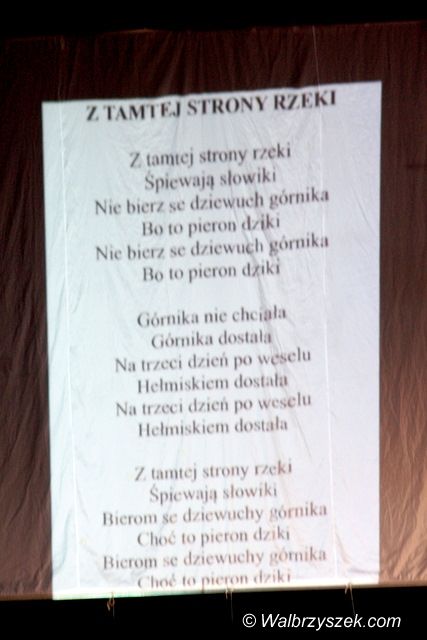 Z TAMTEJ STRONY RZEKI
Z tamtej strony rzeki
Śpiewają słowiki
Nie bierz se dziewuch górnika
Bo to pieron dziki
Nie bierz se dziewuch górnika
Bo to pieron dziki
Górnika nie chciała
Górnika dostała
Na trzeci dzień po weselu
Hełmiskiem dostała
Na trzeci dzień po weselu
Hełmiskiem dostała
Z tamtej strony rzeki
Śpiewają słowiki
Bierom se dziewuchy górnika
Choć to pieron dziki
Bierom se dziewuchy górnika
Choć to pieron dziki
© Walbrzyszek.com